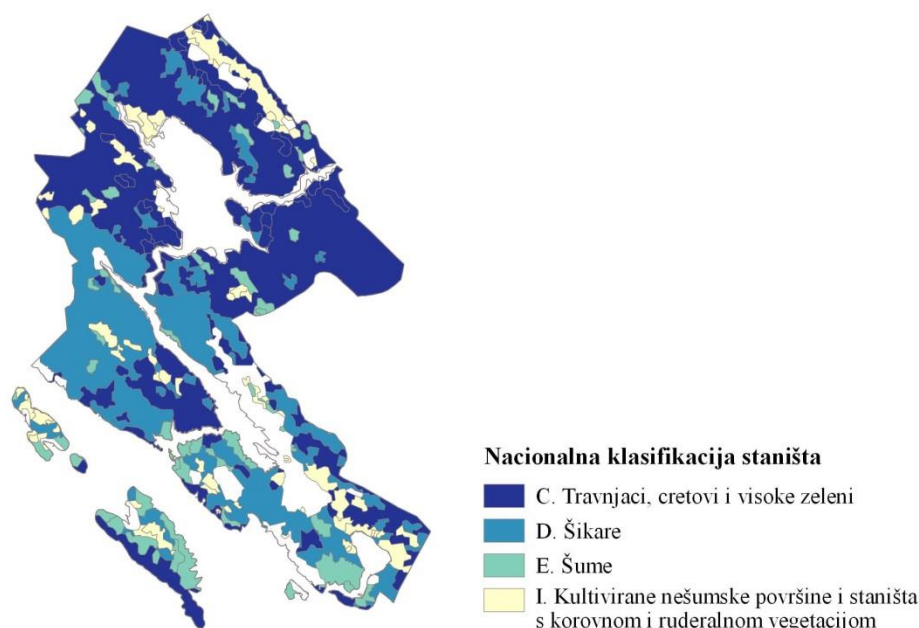 Nacionalna klasifikacija staništa
C. Travnjaci, cretovi i visoke zeleni
D. Šikare
E. Šume
I. Kultivirane nešumske površine i staništa
s korovnom i ruderalnom vegetacijom